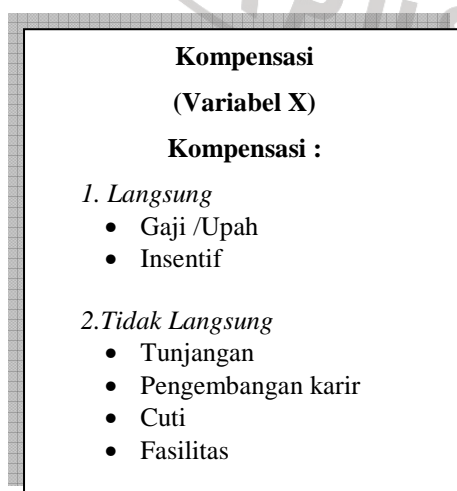 Kompensasi
(Variabel X)
Kompensasi :
1. Langsung
• Gaji /Upah
• Insentif
2.Tidak Langsung
• Tunjangan
• Pengembangan karir
• Cuti
• Fasilitas